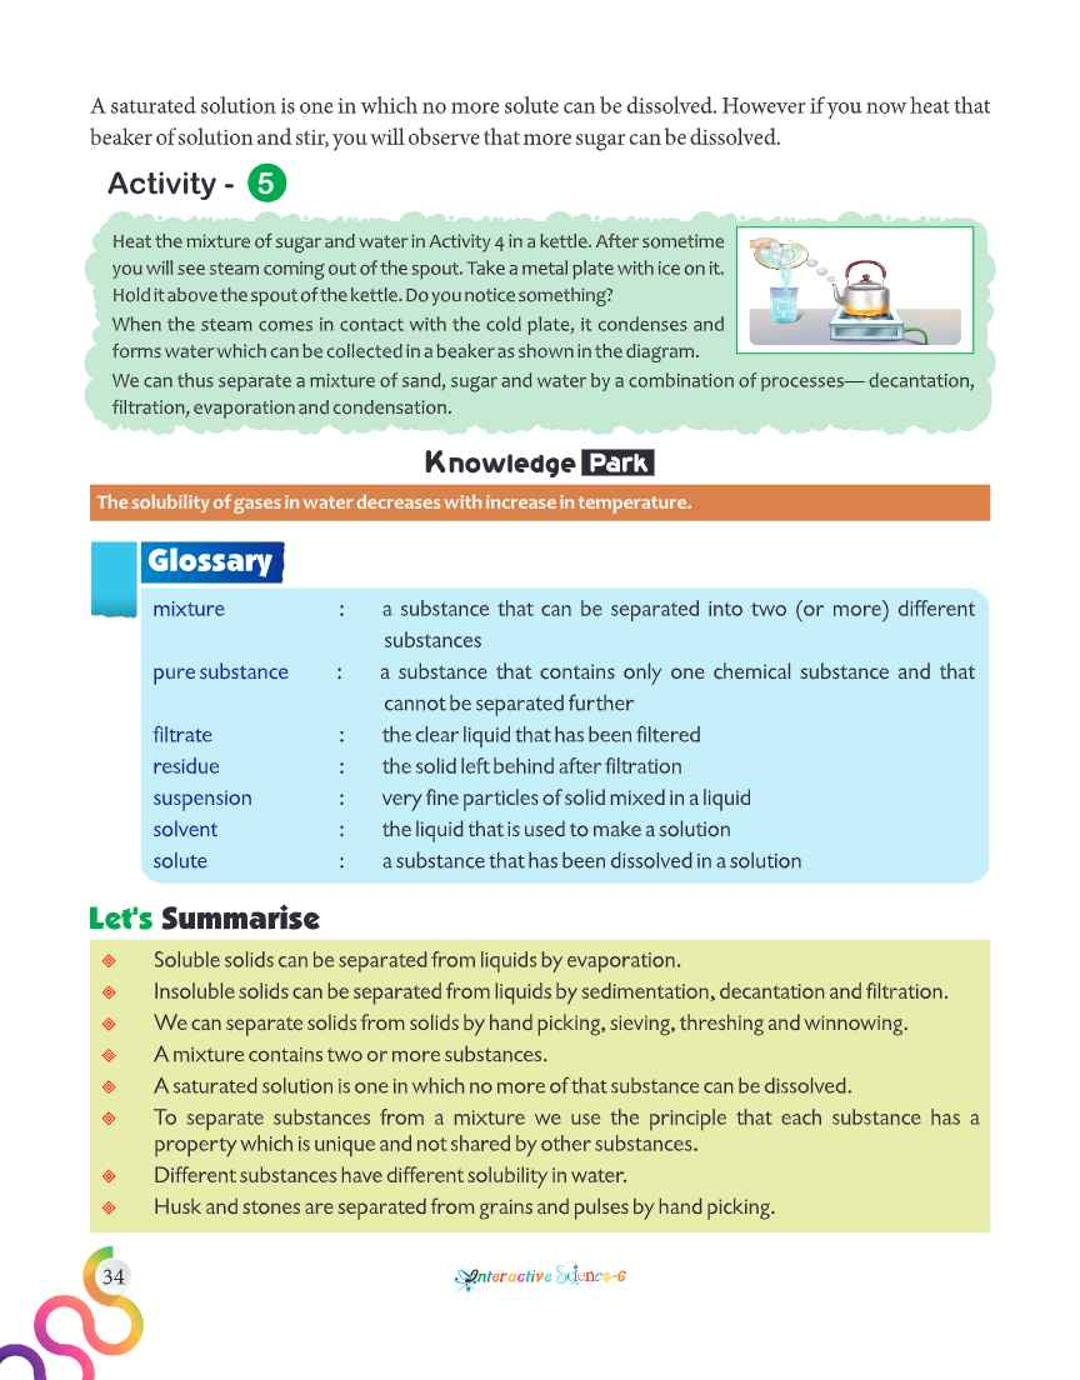 A saturated solution is one in which no more solute can be dissolved. However if you now heat that
beaker of solution and stir, you will observe that more sugar can be dissolved.
Activity - 5
Heat the mixture of sugar and water in Activity 4 in a kettle. After sometime
you will see steam coming out of the spout. Take a metal plate with ice on it.
Hold it above the spout of the kettle. Do you notice something?
When the steam comes in contact with the cold plate, it condenses and
forms water which can be collected in a beaker as shown in the diagram.
We can thus separate a mixture of sand, sugar and water by a combination of processes— decantation,
filtration, evaporation and condensation.
Knowledge Park
The solubility of gases in water decreases with increase in temperature.
Glossary
mixture : a substance that can be separated into two (or more) different
substances
pure substance : a substance that contains only one chemical substance and that
cannot be separated further
filtrate : the clear liquid that has been filtered
residue : the solid left behind after filtration
suspension : very fine particles of solid mixed in a liquid
solvent : the liquid that is used to make a solution
solute : a substance that has been dissolved in a solution
Let's Summarise
Soluble solids can be separated from liquids by evaporation.
Insoluble solids can be separated from liquids by sedimentation, decantation and filtration.
We can separate solids from solids by hand picking, sieving, threshing and winnowing.
A mixture contains two or more substances.
A saturated solution is one in which no more of that substance can be dissolved.
To separate substances from a mixture we use the principle that each substance has a
property which is unique and not shared by other substances.
Different substances have different solubility in water.
Husk and stones are separated from grains and pulses by hand picking.
34
Interactive Science-6